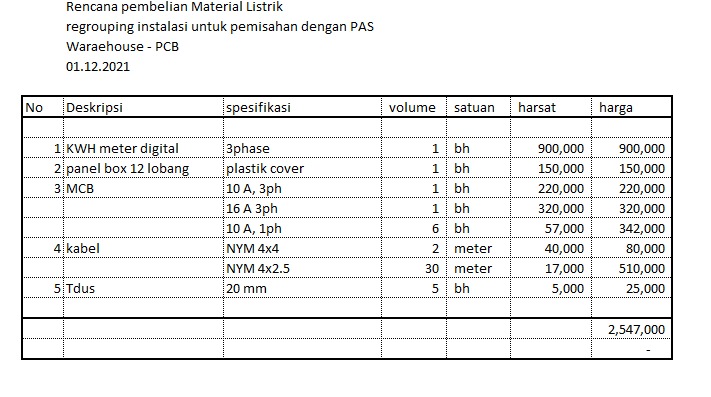 Rencana pembelian Material Listrik
regrouping instalasi untuk pemisahan dengan PAS
Waraehouse - PCB
01.12.2021
No Deskripsi spesifikasi volume satuan harsat harga
1 KWH meter digital 3phase 1 bh 900,000 900,000
2 panel box 12 lobang plastik cover 1 bh 150,000 150,000
3 MCB 10 A, 3ph 1 bh 220,000 220,000
16 A 3ph 1 bh 320,000 320,000
10 A, 1ph 6 bh 57,000 342,000
4 kabel NYM 4x4 2 meter 40,000 80,000
NYM 4x2.5 30 meter 17,000 510,000
5 Tdus 20 mm 5 bh 5,000 25,000
2,547,000
-